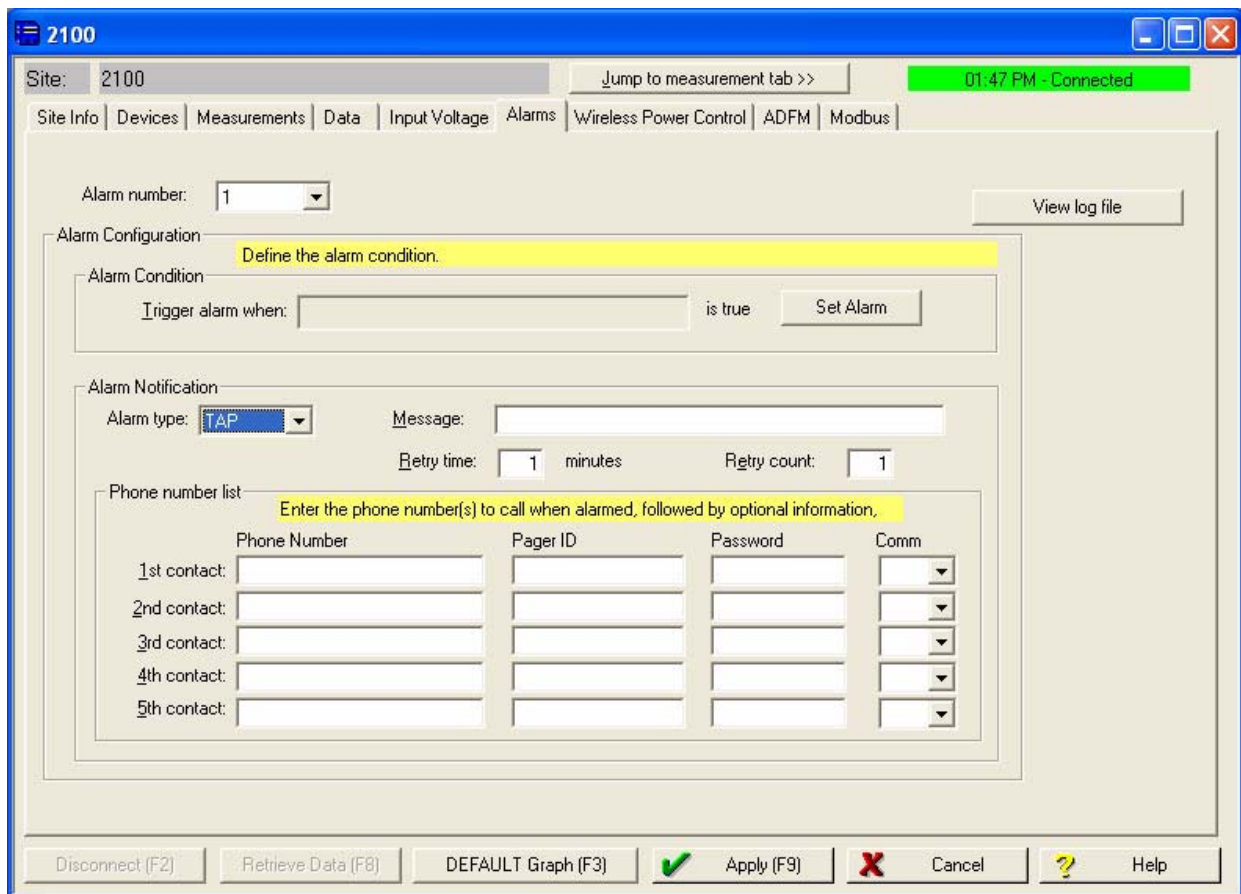 2100
Site: 2100 Jump to measurement tab >> 01:47 PM - Connected
Site Info Devices Measurements Data Input Voltage Alarms Wireless Power Control ADFM Modbus
Alarm number: 1
View log file
Alarm Configuration
Define the alarm condition.
Alarm Condition
Trigger alarm when: is true Set Alarm
Alarm Notification
Alarm type: TAP Message:
Retry time: 1 minutes Retry count: 1
Phone number list
Enter the phone number(s) to call when alarmed, followed by optional information,
Phone Number Pager ID Password Comm
1st contact:
2nd contact:
3rd contact:
4th contact:
5th contact:
Disconnect (F2) Retrieve Data (F8) DEFAULT Graph (F3) Apply (F9) Cancel Help